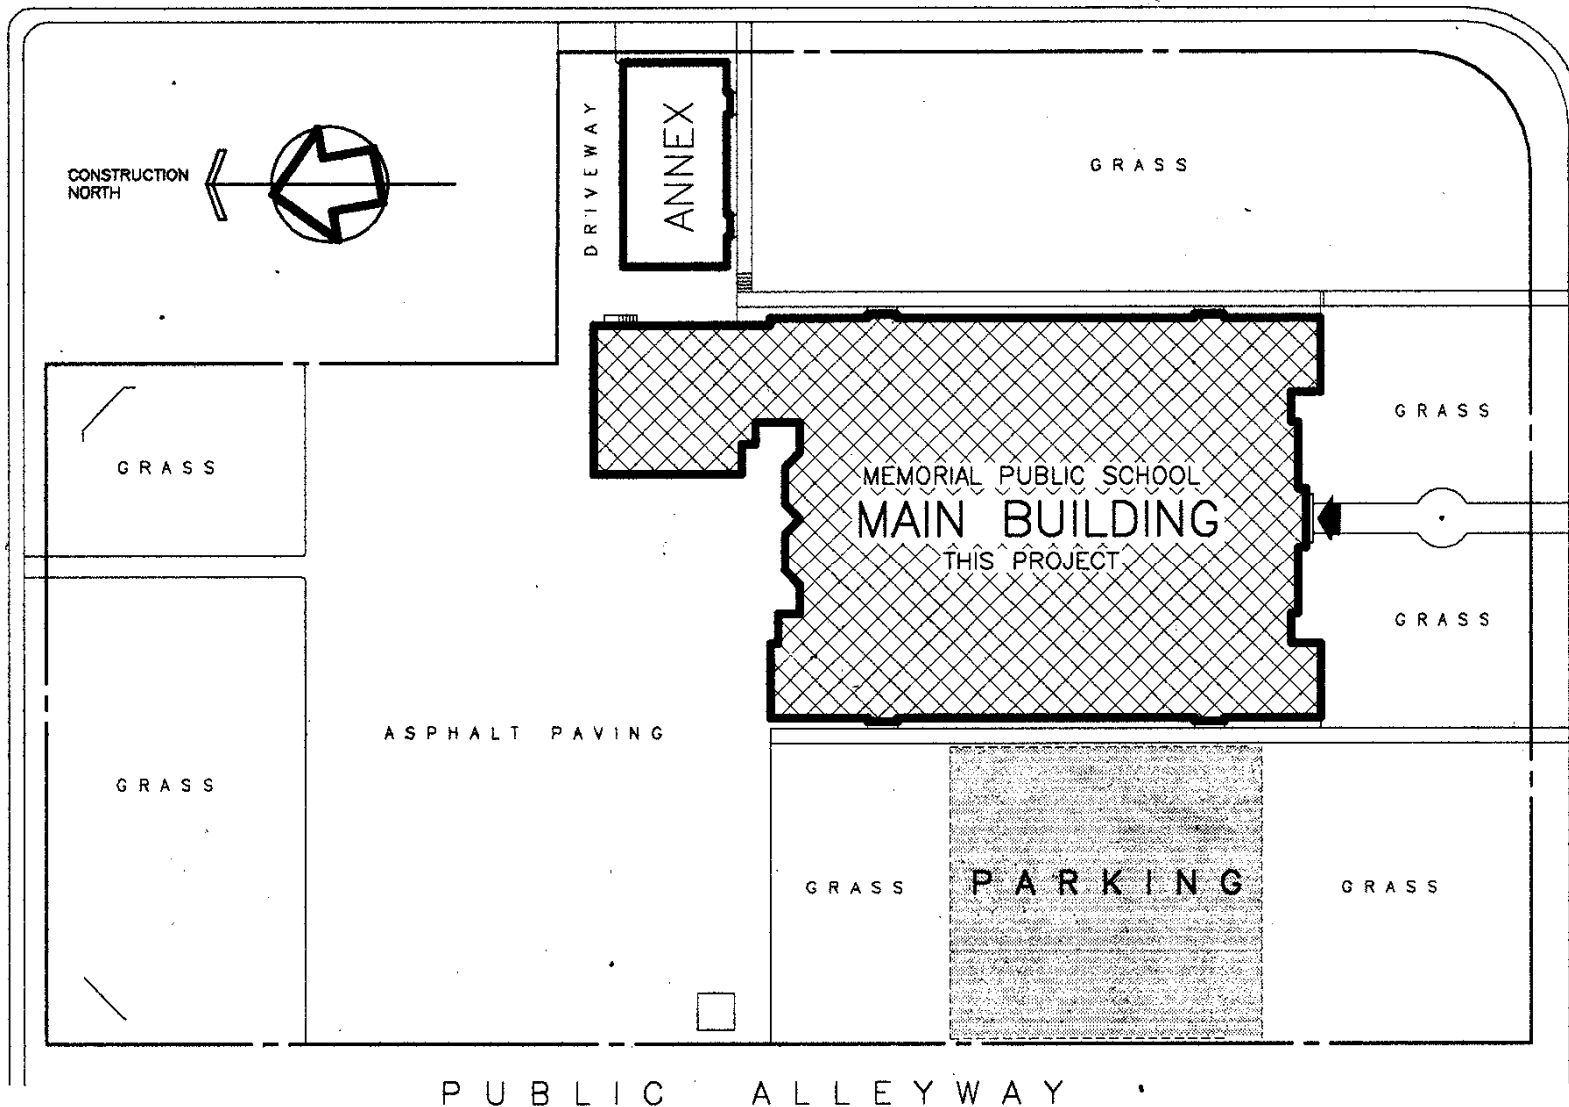 CONSTRUCTION
NORTH
DRIVEWAY
ANNEX
GRASS
GRASS
GRASS
MEMORIAL PUBLIC SCHOOL
MAIN BUILDING
THIS PROJECT
GRASS
ASPHALT PAVING
GRASS
GRASS
PARKING
GRASS
PUBLIC ALLEYWAY